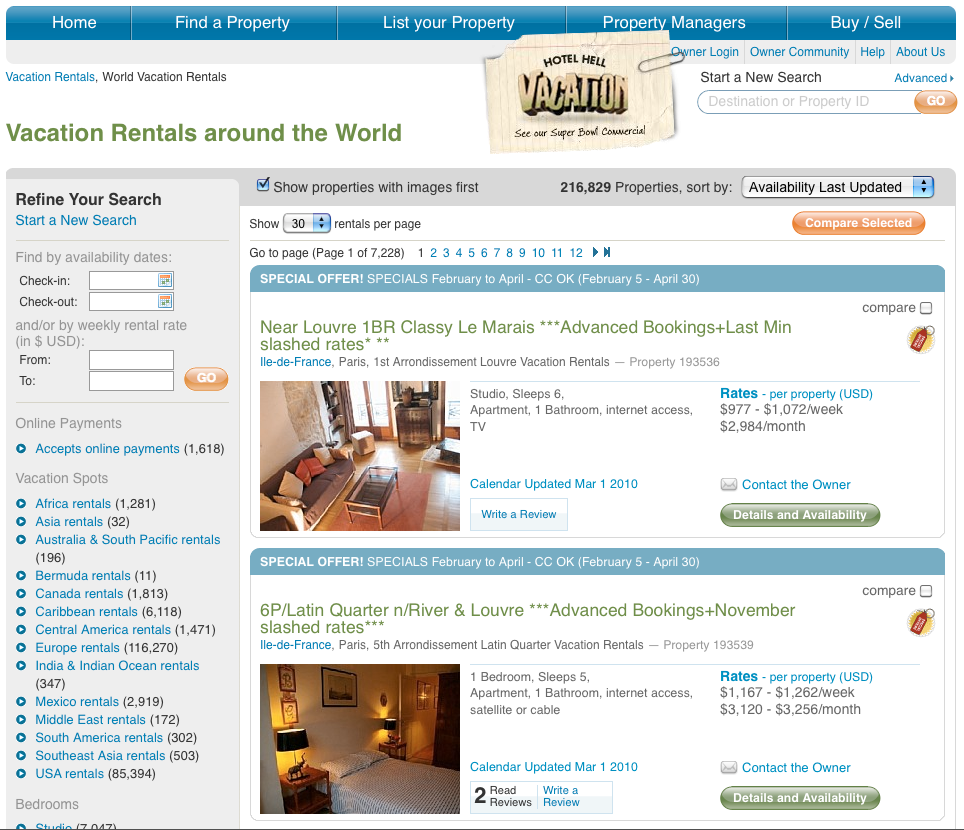 Home Find a Property List your Property Property Managers Buy / Sell
Owner Login Owner Community Help About Us
Vacation Rentals, World Vacation Rentals
HOTEL HELL
VACATION
See our Super Bowl Commercial
Start a New Search Advanced
Destination or Property ID GO
Vacation Rentals around the World
Refine Your Search
Start a New Search
Find by availability dates:
Check-in:
Check-out:
and/or by weekly rental rate
(in $ USD):
From:
To: GO
Online Payments
Accepts online payments (1,618)
Vacation Spots
Africa rentals (1,281)
Asia rentals (32)
Australia & South Pacific rentals
(196)
Bermuda rentals (11)
Canada rentals (1,813)
Caribbean rentals (6,118)
Central America rentals (1,471)
Europe rentals (116,270)
India & Indian Ocean rentals
(347)
Mexico rentals (2,919)
Middle East rentals (172)
South America rentals (302)
Southeast Asia rentals (503)
USA rentals (85,394)
Bedrooms
Studio (7,047)
Show properties with images first 216,829 Properties, sort by: Availability Last Updated
Show 30 rentals per page Compare Selected
Go to page (Page 1 of 7,228) 1 2 3 4 5 6 7 8 9 10 11 12
SPECIAL OFFER! SPECIALS February to April - CC OK (February 5 - April 30)
compare
Near Louvre 1BR Classy Le Marais ***Advanced Bookings+Last Min
slashed rates* **
Ile-de-France, Paris, 1st Arrondissement Louvre Vacation Rentals — Property 193536
Studio, Sleeps 6,
Apartment, 1 Bathroom, internet access,
TV
Rates - per property (USD)
$977 - $1,072/week
$2,984/month
Calendar Updated Mar 1 2010
Contact the Owner
Write a Review
Details and Availability
SPECIAL OFFER! SPECIALS February to April - CC OK (February 5 - April 30)
compare
6P/Latin Quarter n/River & Louvre ***Advanced Bookings+November
slashed rates***
Ile-de-France, Paris, 5th Arrondissement Latin Quarter Vacation Rentals — Property 193539
1 Bedroom, Sleeps 5,
Apartment, 1 Bathroom, internet access,
satellite or cable
Rates - per property (USD)
$1,167 - $1,262/week
$3,120 - $3,256/month
Calendar Updated Mar 1 2010
Contact the Owner
2 Read Reviews
Write a Review
Details and Availability